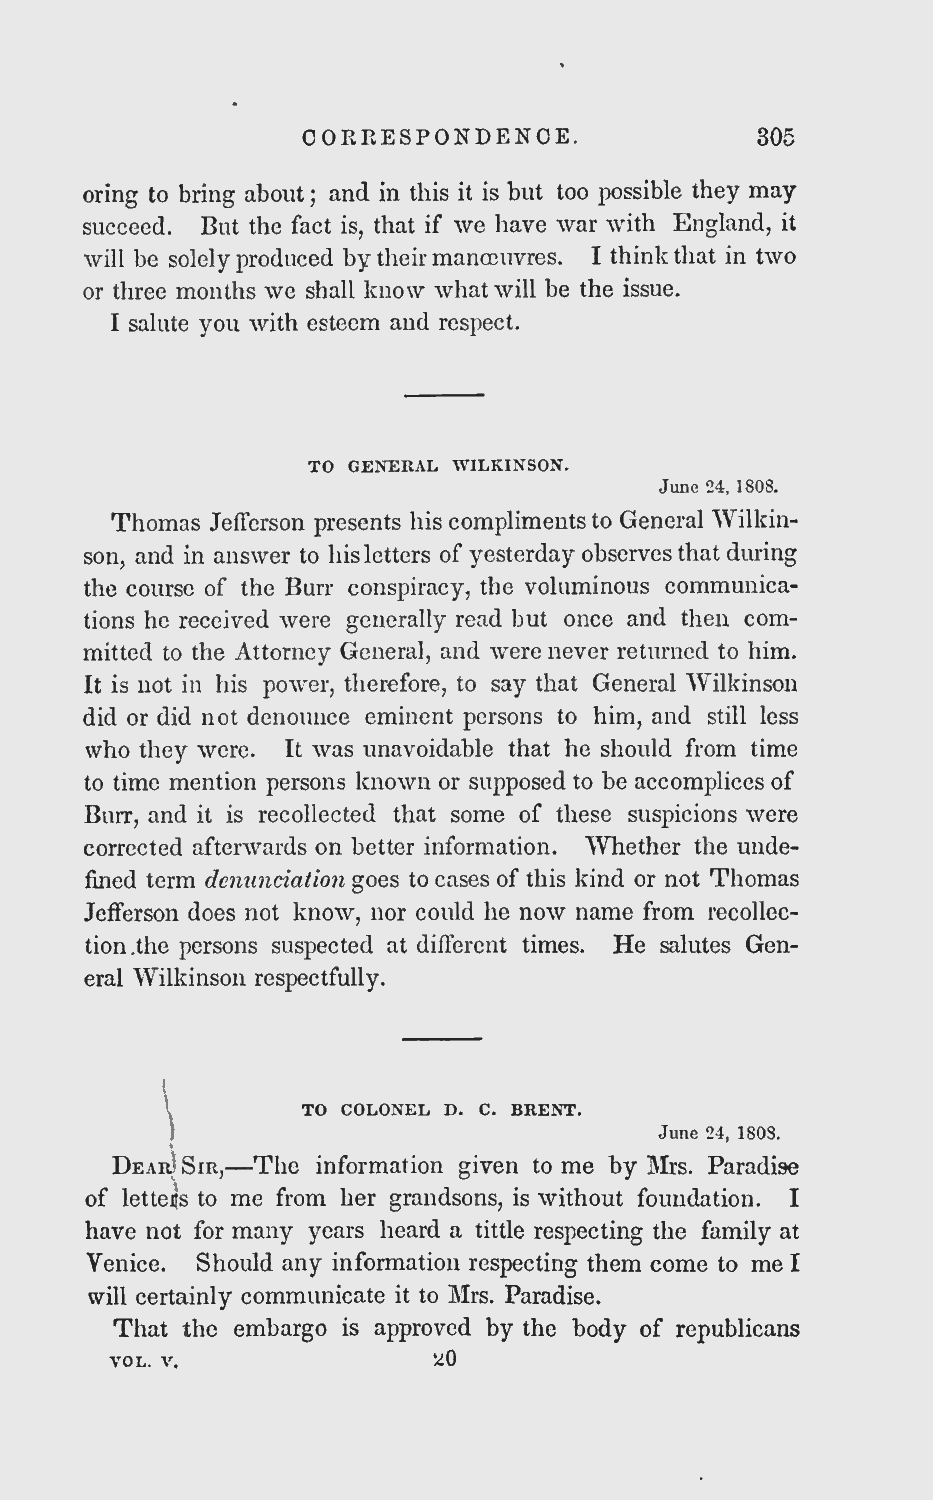 CORRESPONDENCE. 305
oring to bring about; and in this it is but too possible they may
succeed. But the fact is, that if we have war with England, it
will be solely produced by their manœuvres. I think that in two
or three months we shall know what will be the issue.
I salute you with esteem and respect.
TO GENERAL WILKINSON.
June 24, 1808.
Thomas Jefferson presents his compliments to General Wilkin-
son, and in answer to his letters of yesterday observes that during
the course of the Burr conspiracy, the voluminous communica-
tions he received were generally read but once and then com-
mitted to the Attorney General, and were never returned to him.
It is not in his power, therefore, to say that General Wilkinson
did or did not denounce eminent persons to him, and still less
who they were. It was unavoidable that he should from time
to time mention persons known or supposed to be accomplices of
Burr, and it is recollected that some of these suspicions were
corrected afterwards on better information. Whether the unde-
fined term denunciation goes to cases of this kind or not Thomas
Jefferson does not know, nor could he now name from recollec-
tion the persons suspected at different times. He salutes Gen-
eral Wilkinson respectfully.
TO COLONEL D. C. BRENT.
June 24, 1808.
DEAR SIR,—The information given to me by Mrs. Paradise
of letters to me from her grandsons, is without foundation. I
have not for many years heard a tittle respecting the family at
Venice. Should any information respecting them come to me I
will certainly communicate it to Mrs. Paradise.
That the embargo is approved by the body of republicans
VOL. V. 20